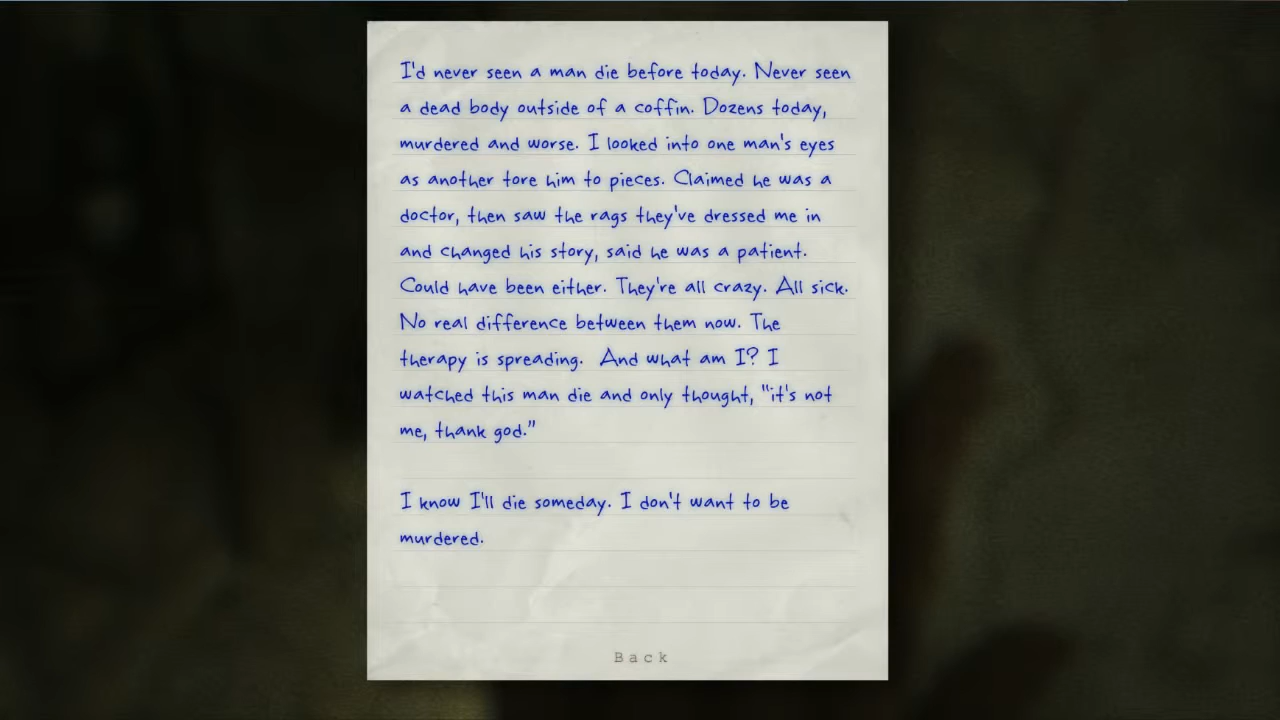 I'd never seen a man die before today. Never seen
a dead body outside of a coffin. Dozens today,
murdered and worse. I looked into one man's eyes
as another tore him to pieces. Claimed he was a
doctor, then saw the rags they've dressed me in
and changed his story, said he was a patient.
Could have been either. They're all crazy. All sick.
No real difference between them now. The
therapy is spreading.  And what am I? I
watched this man die and only thought, "it's not
me, thank god."
I know I'll die someday. I don't want to be
murdered.
Back